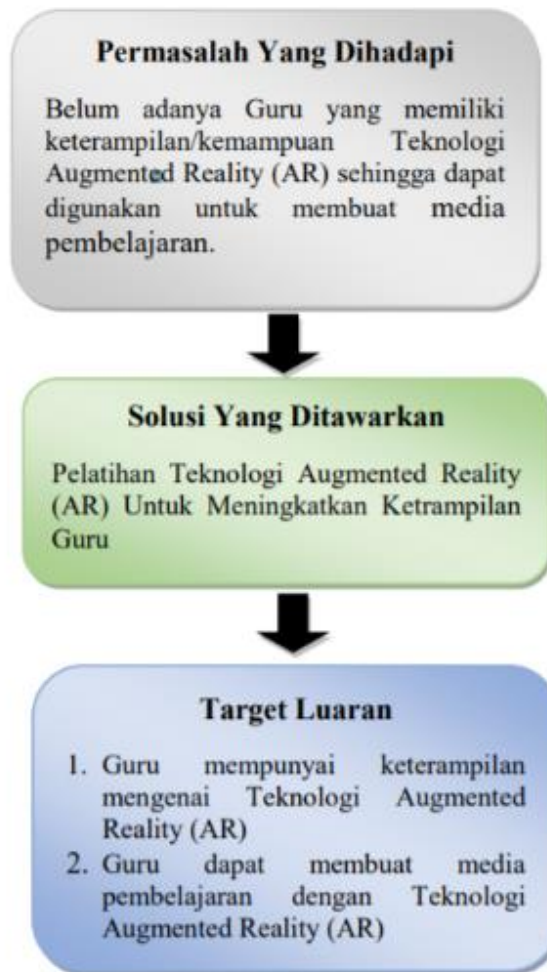 Permasalah Yang Dihadapi
Belum adanya Guru yang memiliki
keterampilan/kemampuan Teknologi
Augmented Reality (AR) sehingga dapat
digunakan untuk membuat media
pembelajaran.
Solusi Yang Ditawarkan
Pelatihan Teknologi Augmented Reality
(AR) Untuk Meningkatkan Ketrampilan
Guru
Target Luaran
1. Guru mempunyai keterampilan
mengenai Teknologi Augmented
Reality (AR)
2. Guru dapat membuat media
pembelajaran dengan Teknologi
Augmented Reality (AR)